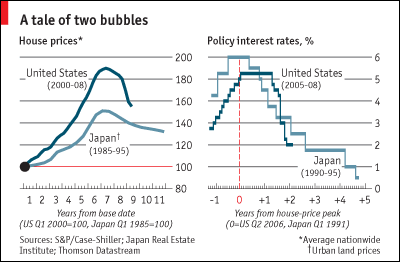 A tale of two bubbles
House prices*
200
180
160
140
120
100
80
United States
(2000-08)
Japan†
(1985-95)
1 2 3 4 5 6 7 8 9 10 11
Years from base date
(US Q1 2000=100, Japan Q1 1985=100)
Policy interest rates, %
6
5
4
3
2
1
0
United States
(2005-08)
Japan
(1990-95)
-1 0 +1 +2 +3 +4 +5
Years from house-price peak
(0=US Q2 2006, Japan Q1 1991)
Sources: S&P/Case-Shiller; Japan Real Estate
Institute; Thomson Datastream
*Average nationwide
†Urban land prices